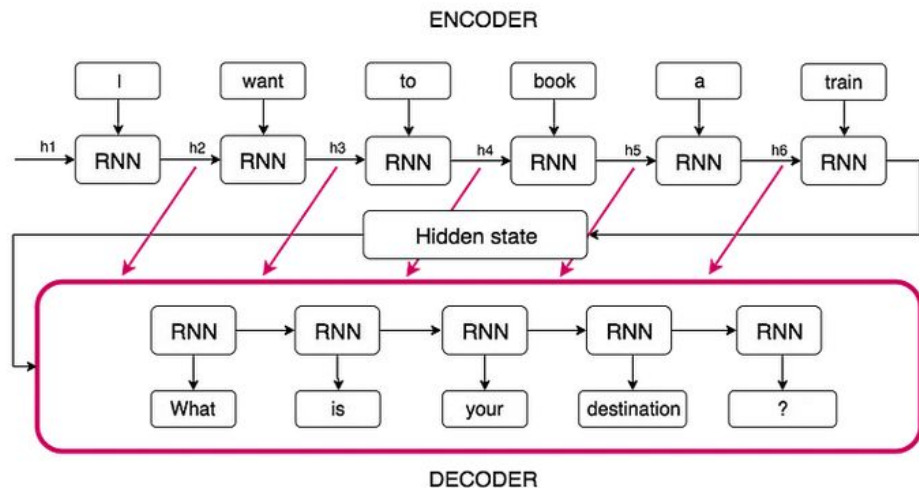 ENCODER
I want to book a train
h1 RNN h2 RNN h3 RNN h4 RNN h5 RNN h6 RNN
Hidden state
RNN RNN RNN RNN RNN
What is your destination ?
DECODER